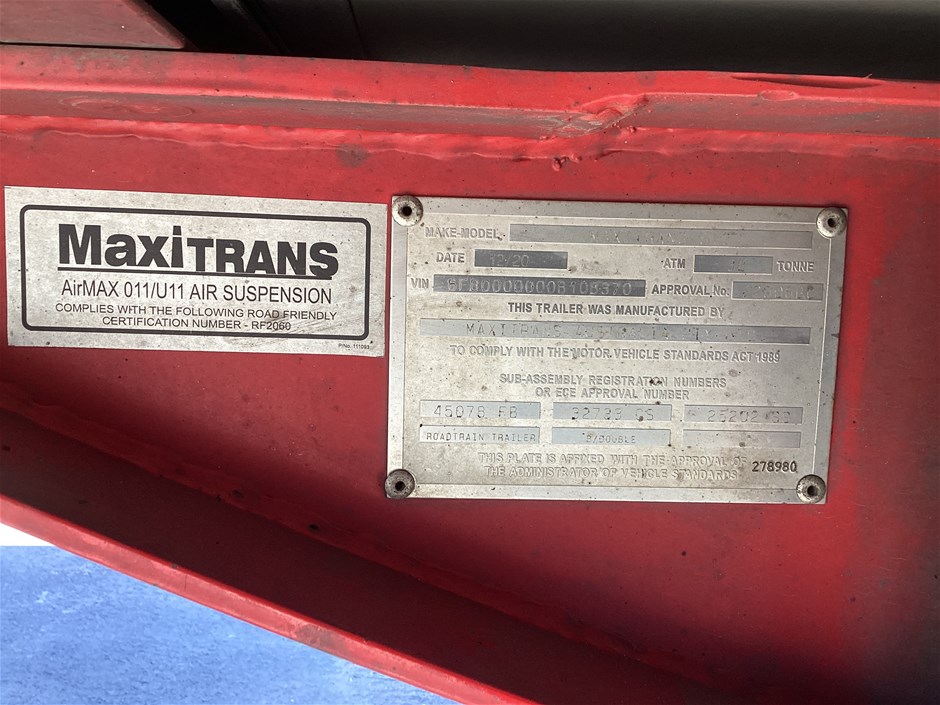 MaxiTRANS
AirMAX 011/U11 AIR SUSPENSION
COMPLIES WITH THE FOLLOWING ROAD FRIENDLY
CERTIFICATION NUMBER - RF2060
P/No. 111093
MAKE-MODEL
DATE 12/20 ATM TONNE
VIN APPROVAL No.
THIS TRAILER WAS MANUFACTURED BY
MAXITRANS
TO COMPLY WITH THE MOTOR VEHICLE STANDARDS ACT 1989
SUB-ASSEMBLY REGISTRATION NUMBERS
OR ECE APPROVAL NUMBER
45078 32733
ROADTRAIN TRAILER B/DOUBLE
THIS PLATE IS AFFIXED WITH THE APPROVAL OF
THE ADMINISTRATOR OF VEHICLE STANDARDS 278980